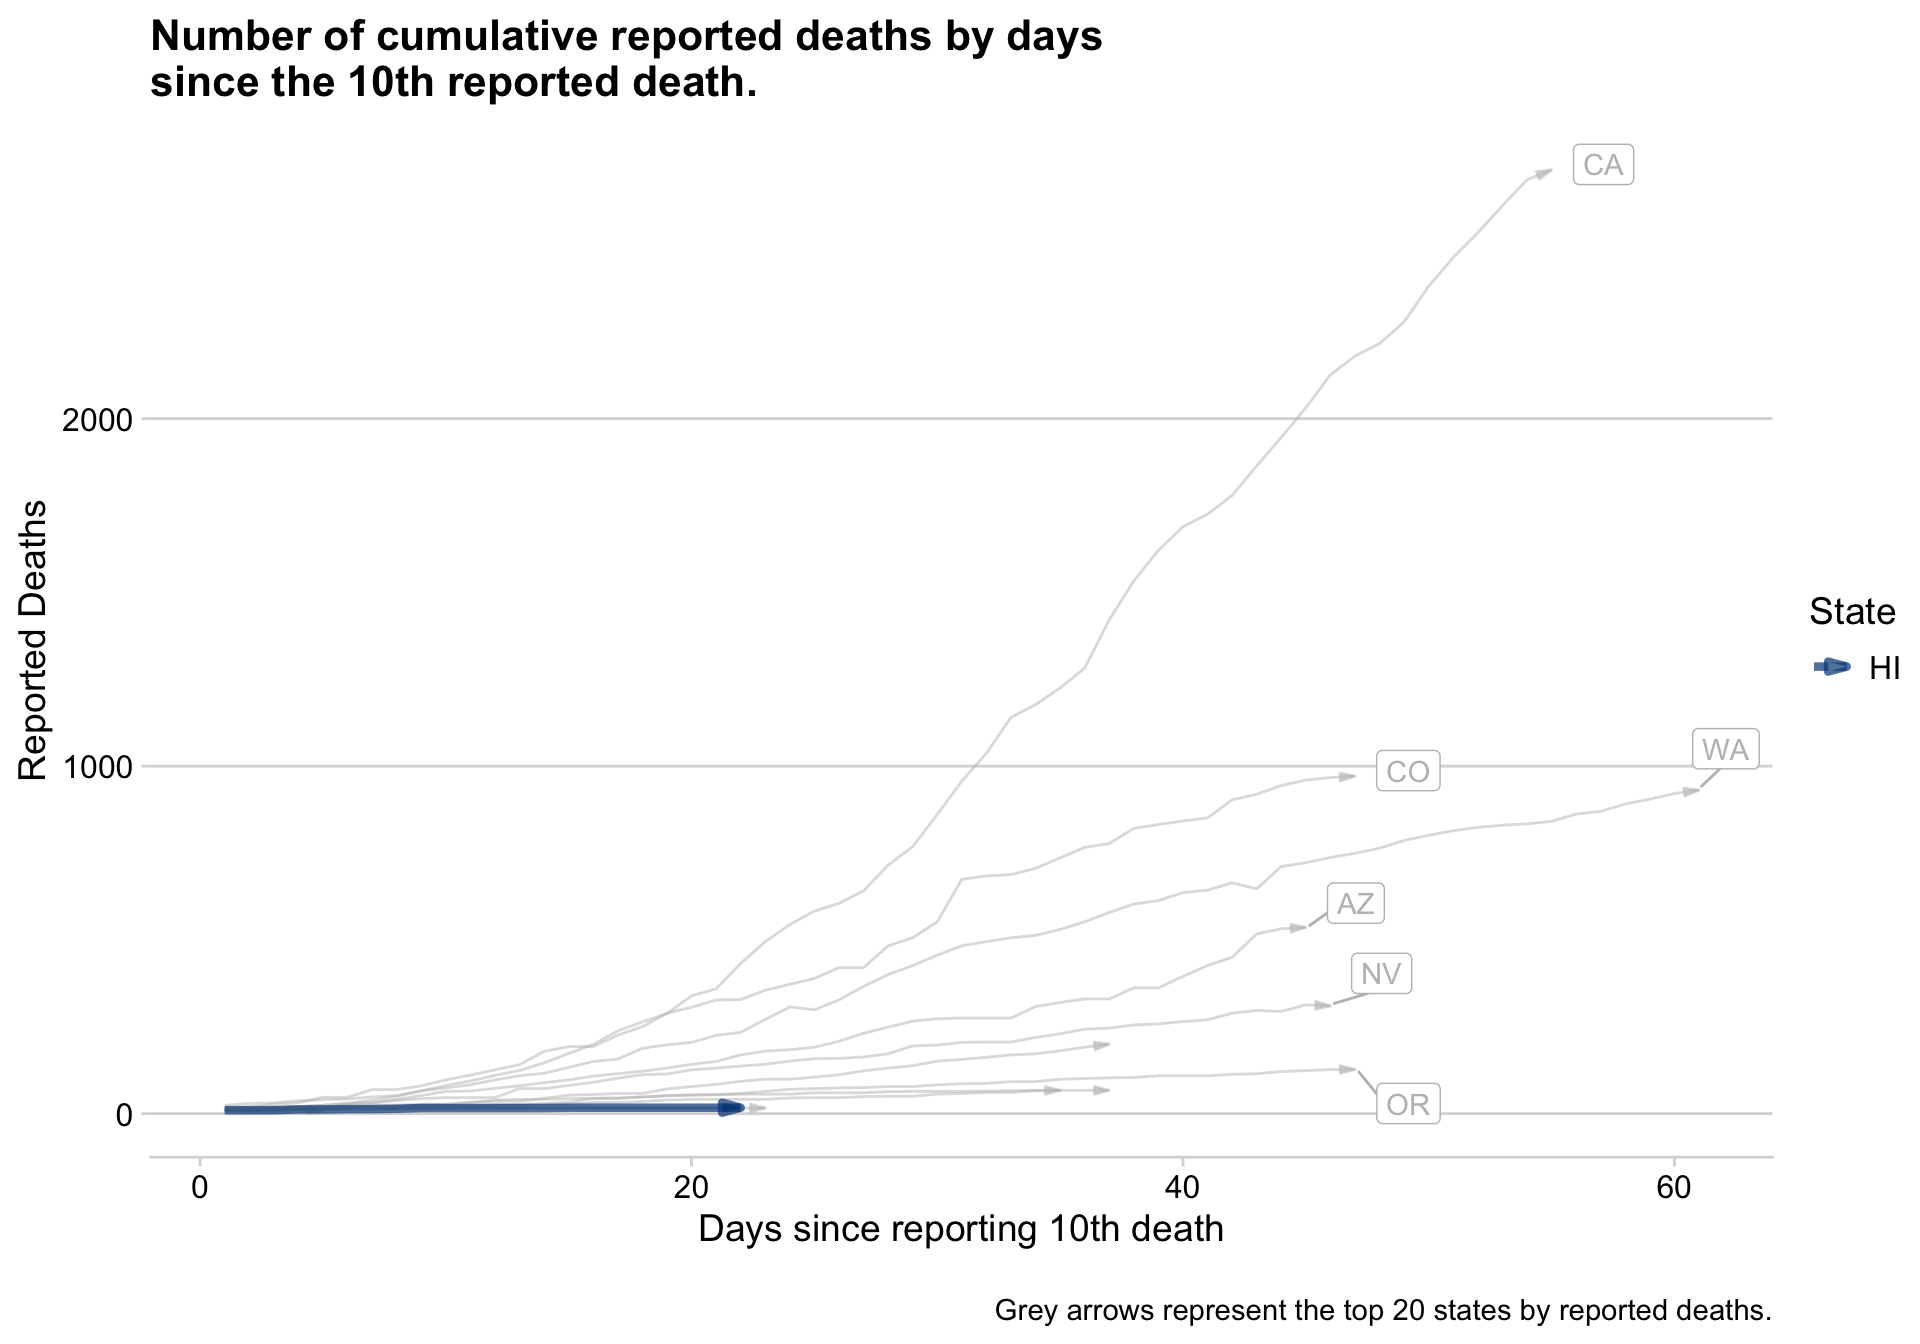 Number of cumulative reported deaths by days
since the 10th reported death.
CA
2000
Reported Deaths
State
HI
WA
1000
CO
AZ
NV
OR
0
0 20 40 60
Days since reporting 10th death
Grey arrows represent the top 20 states by reported deaths.